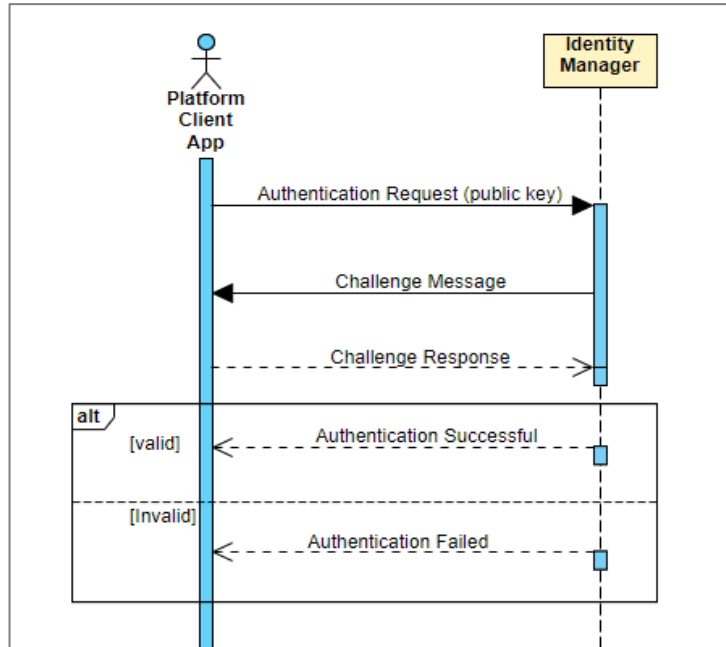 Identity
Manager
Platform
Client
App
Authentication Request (public key)
Challenge Message
Challenge Response
alt
[valid]
Authentication Successful
[Invalid]
Authentication Failed